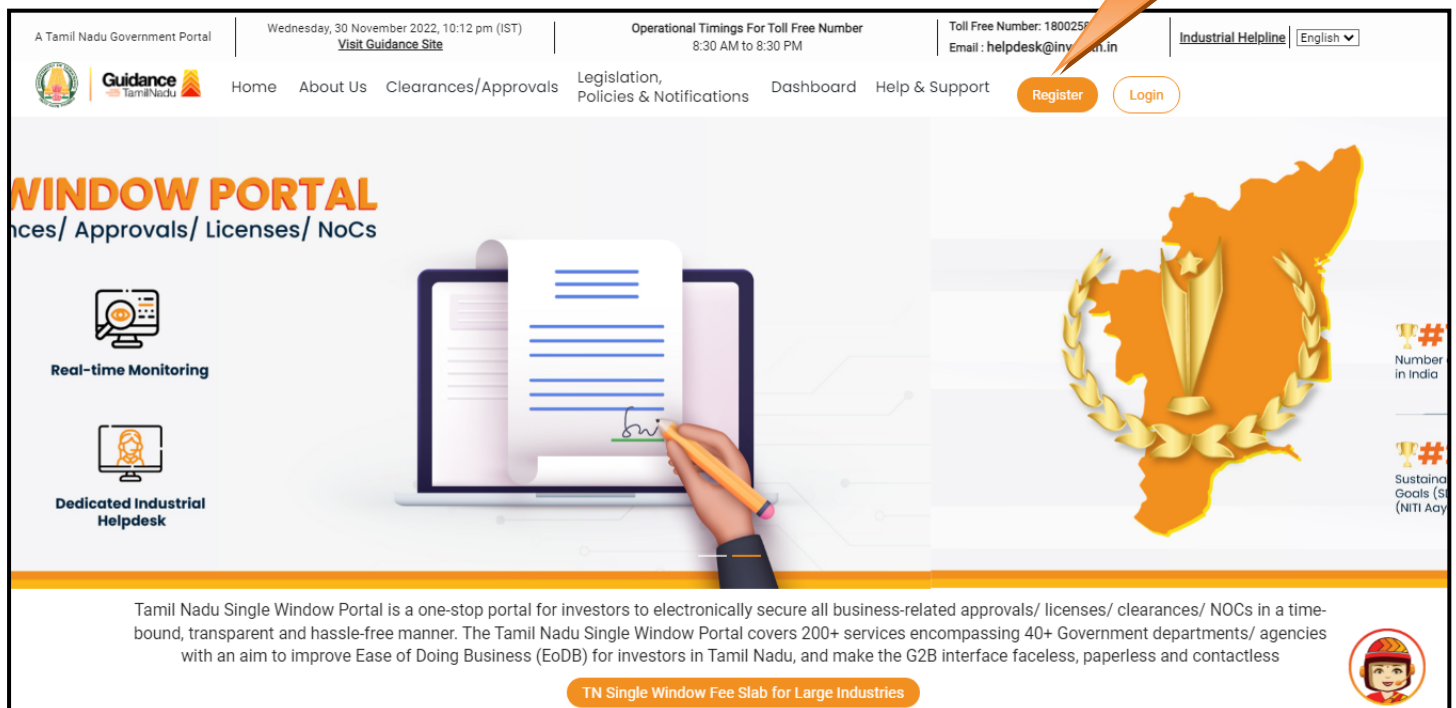 A Tamil Nadu Government Portal
Wednesday, 30 November 2022, 10:12 pm (IST)
Visit Guidance Site
Operational Timings For Toll Free Number
8:30 AM to 8:30 PM
Toll Free Number:
Email :
Industrial Helpline
English
Guidance
TamilNadu
Home
About Us
Clearances/Approvals
Legislation,
Policies & Notifications
Dashboard
Help & Support
Register
Login
WINDOW PORTAL
Approvals/ Licenses/ NoCs
Real-time Monitoring
Dedicated Industrial
Helpdesk
Number
in India
Goals
(NITI
Tamil Nadu Single Window Portal is a one-stop portal for investors to electronically secure all business-related approvals/ licenses/ clearances/ NOCs in a time-
bound, transparent and hassle-free manner. The Tamil Nadu Single Window Portal covers 200+ services encompassing 40+ Government departments/ agencies
with an aim to improve Ease of Doing Business (EoDB) for investors in Tamil Nadu, and make the G2B interface faceless, paperless and contactless
TN Single Window Fee Slab for Large Industries